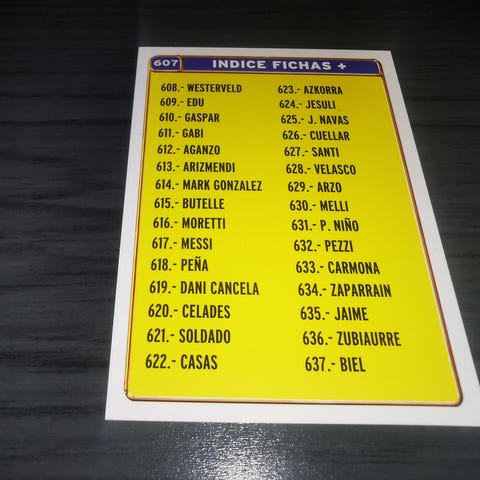 607 INDICE FICHAS +
608.- WESTERVELD
609.- EDU
610.- GASPAR
611.- GABI
612.- AGANZO
613.- ARIZMENDI
614.- MARK GONZALEZ
615.- BUTELLE
616.- MORETTI
617.- MESSI
618.- PEÑA
619.- DANI CANCELA
620.- CELADES
621.- SOLDADO
622.- CASAS
623.- AZKORRA
624.- JESULI
625.- J. NAVAS
626.- CUELLAR
627.- SANTI
628.- VELASCO
629.- ARZO
630.- MELLI
631.- P. NIÑO
632.- PEZZI
633.- CARMONA
634.- ZAPARRAIN
635.- JAIME
636.- ZUBIAURRE
637.- BIEL